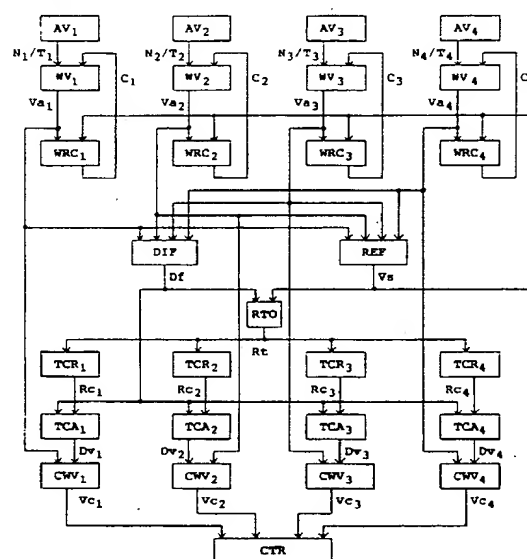 AV₁ AV₂ AV₃ AV₄
N₁/T₁ N₂/T₂ N₃/T₃ N₄/T₄
WV₁ C₁ WV₂ C₂ WV₃ C₃ WV₄ C
Va₁ Va₂ Va₃ Va₄
WRC₁ WRC₂ WRC₃ WRC₄
DIF REF
Df Vs
RTO
Rt
TCR₁ TCR₂ TCR₃ TCR₄
Rc₁ Rc₂ Rc₃ Rc₄
TCA₁ TCA₂ TCA₃ TCA₄
Dv₁ Dv₂ Dv₃ Dv₄
CWV₁ CWV₂ CWV₃ CWV₄
Vc₁ Vc₂ Vc₃ Vc₄
CTR